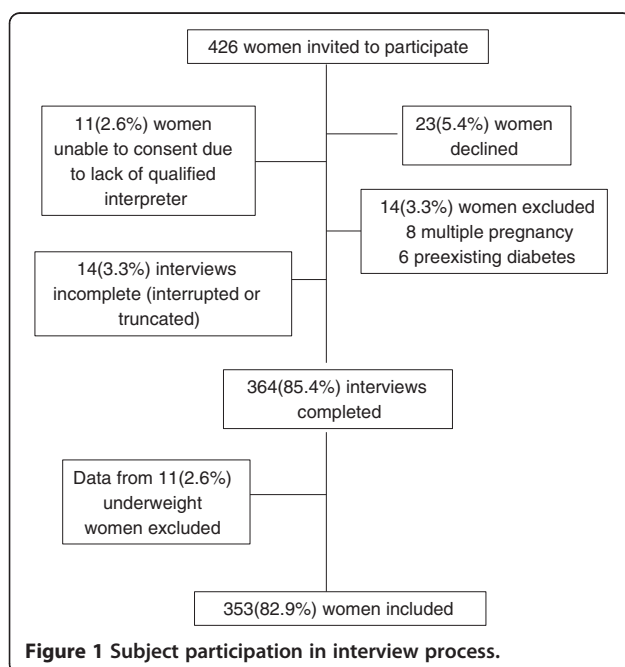 426 women invited to participate
11(2.6%) women
unable to consent due
to lack of qualified
interpreter
23(5.4%) women
declined
14(3.3%) women excluded
8 multiple pregnancy
6 preexisting diabetes
14(3.3%) interviews
incomplete (interrupted or
truncated)
364(85.4%) interviews
completed
Data from 11(2.6%)
underweight
women excluded
353(82.9%) women included
Figure 1 Subject participation in interview process.